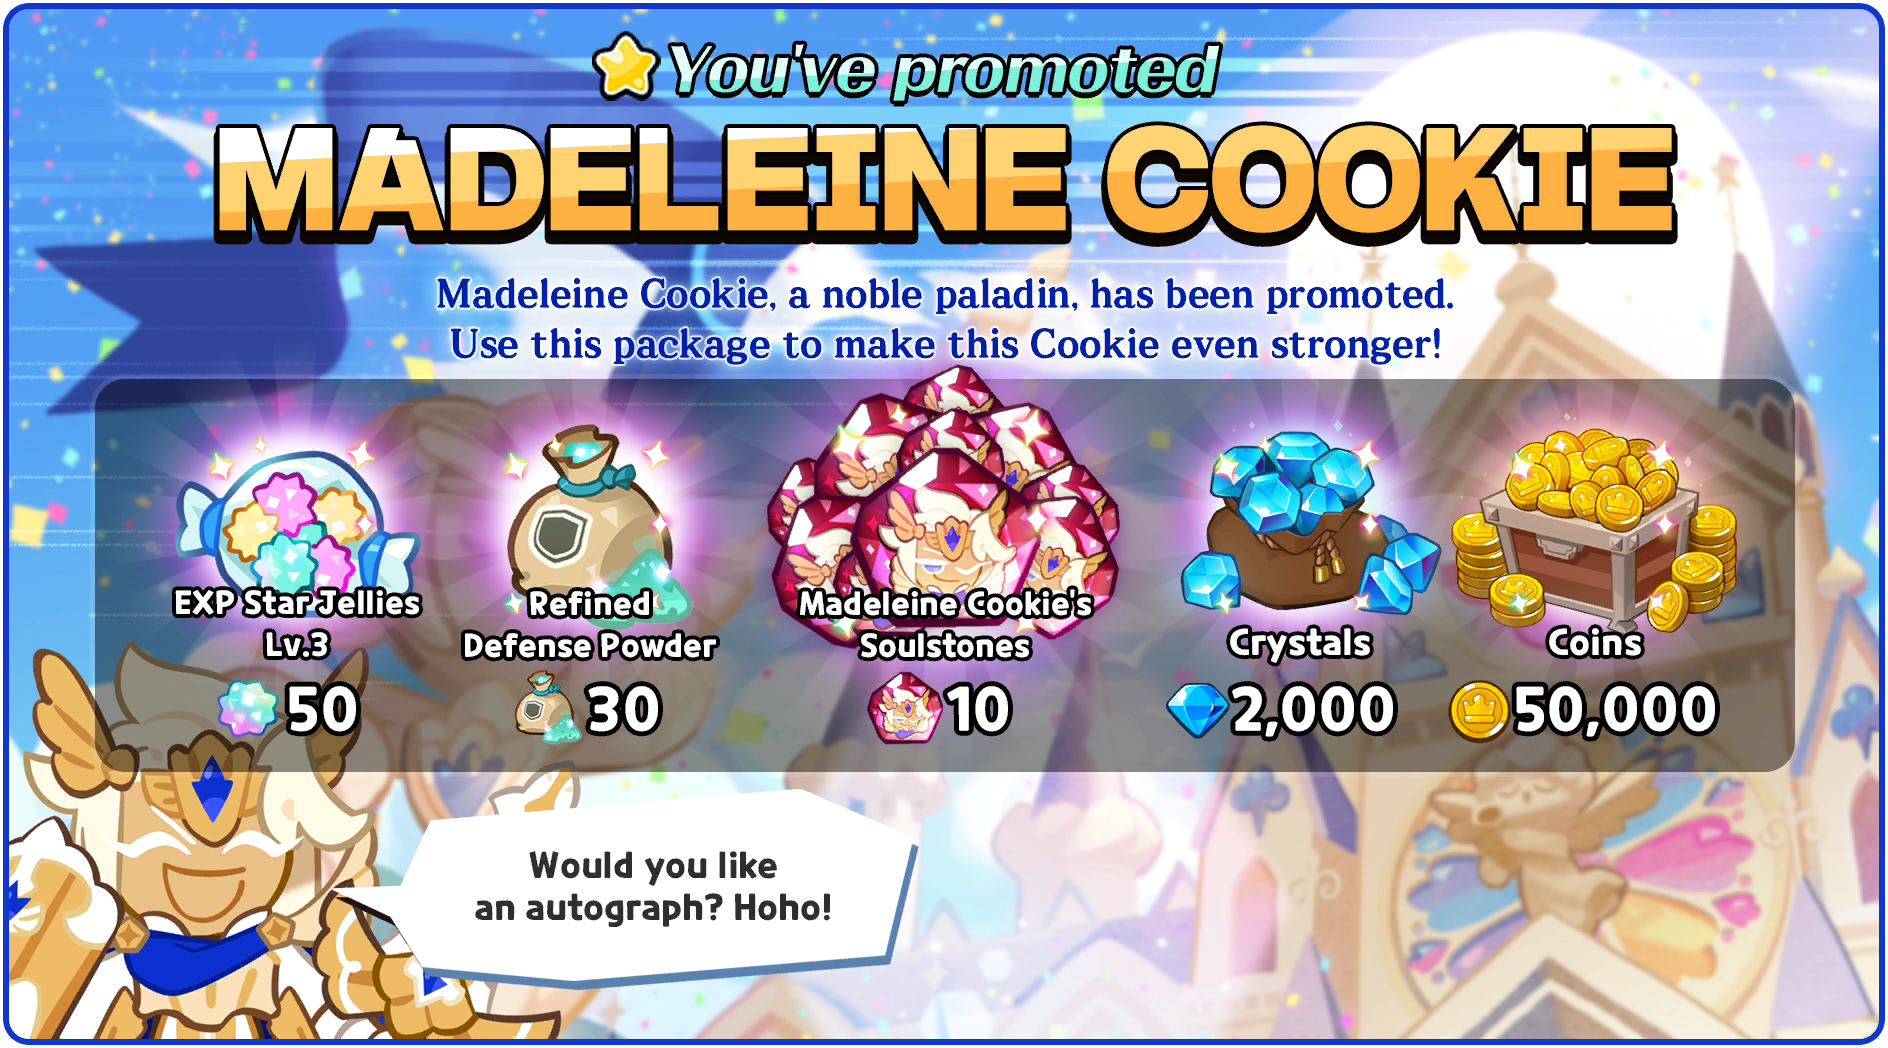 You've promoted
MADELEINE COOKIE
Madeleine Cookie, a noble paladin, has been promoted.
Use this package to make this Cookie even stronger!
EXP Star Jellies
Lv.3
50
Refined
Defense Powder
30
Madeleine Cookie's
Soulstones
10
Crystals
2,000
Coins
50,000
Would you like
an autograph? Hoho!